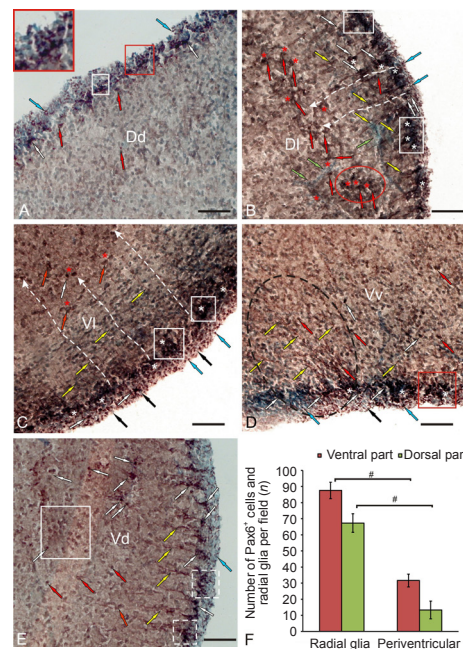 Dd
A
Dl
B
Vl
C
Vv
D
Vd
E
Ventral part Dorsal part
Number of Pax6+ cells and
radial glia per field (n)
100
90
80
70
60
50
40
30
20
10
0
#
#
Radial glia Periventricular
F